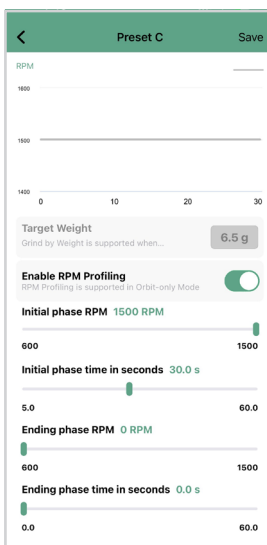 Preset C
Save
RPM
1600
1500
1400
0 10 20 30
Target Weight
Grind by Weight is supported when...
6.5 g
Enable RPM Profiling
RPM Profiling is supported in Orbit-only Mode
Initial phase RPM 1500 RPM
600 1500
Initial phase time in seconds 30.0 s
5.0 60.0
Ending phase RPM 0 RPM
600 1500
Ending phase time in seconds 0.0 s
0.0 60.0